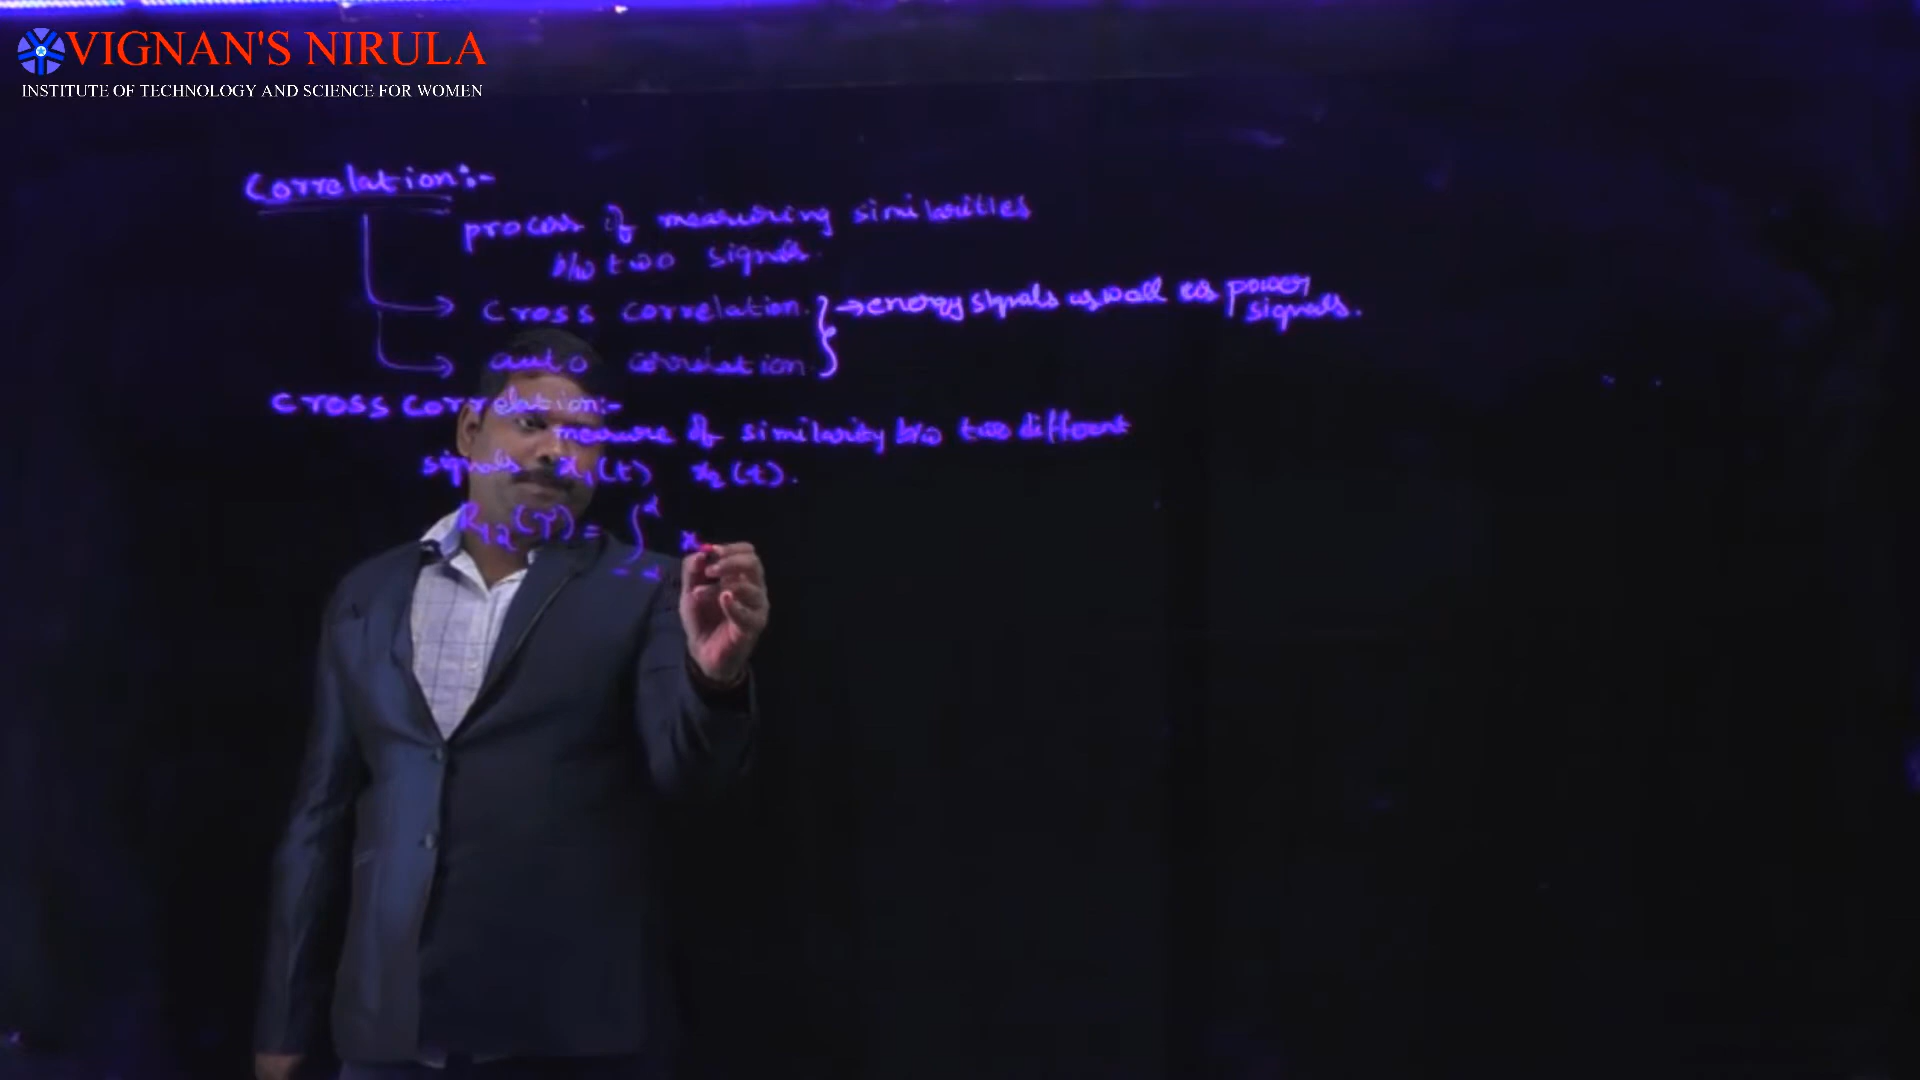 VIGNAN'S NIRULA
INSTITUTE OF TECHNOLOGY AND SCIENCE FOR WOMEN
Correlation:-
process of measuring similarities
b/w two signals.
cross correlation. } → energy signals as well as power
signals.
auto correlation
cross correlation:-
measure of similarity b/w two different
signals x₁(t) x₂(t).
R₁₂(τ) = ∫_{-∞}^{∞} x